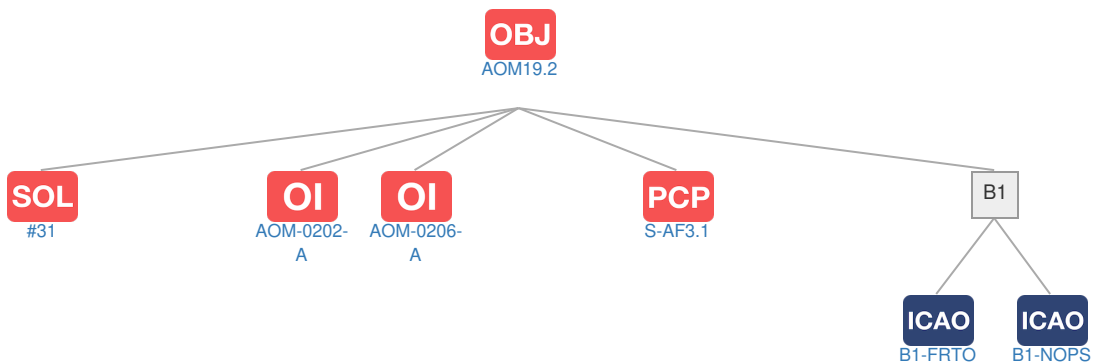 OBJ
AOM19.2
SOL
#31
OI
AOM-0202-
A
OI
AOM-0206-
A
PCP
S-AF3.1
B1
ICAO
B1-FRTO
ICAO
B1-NOPS